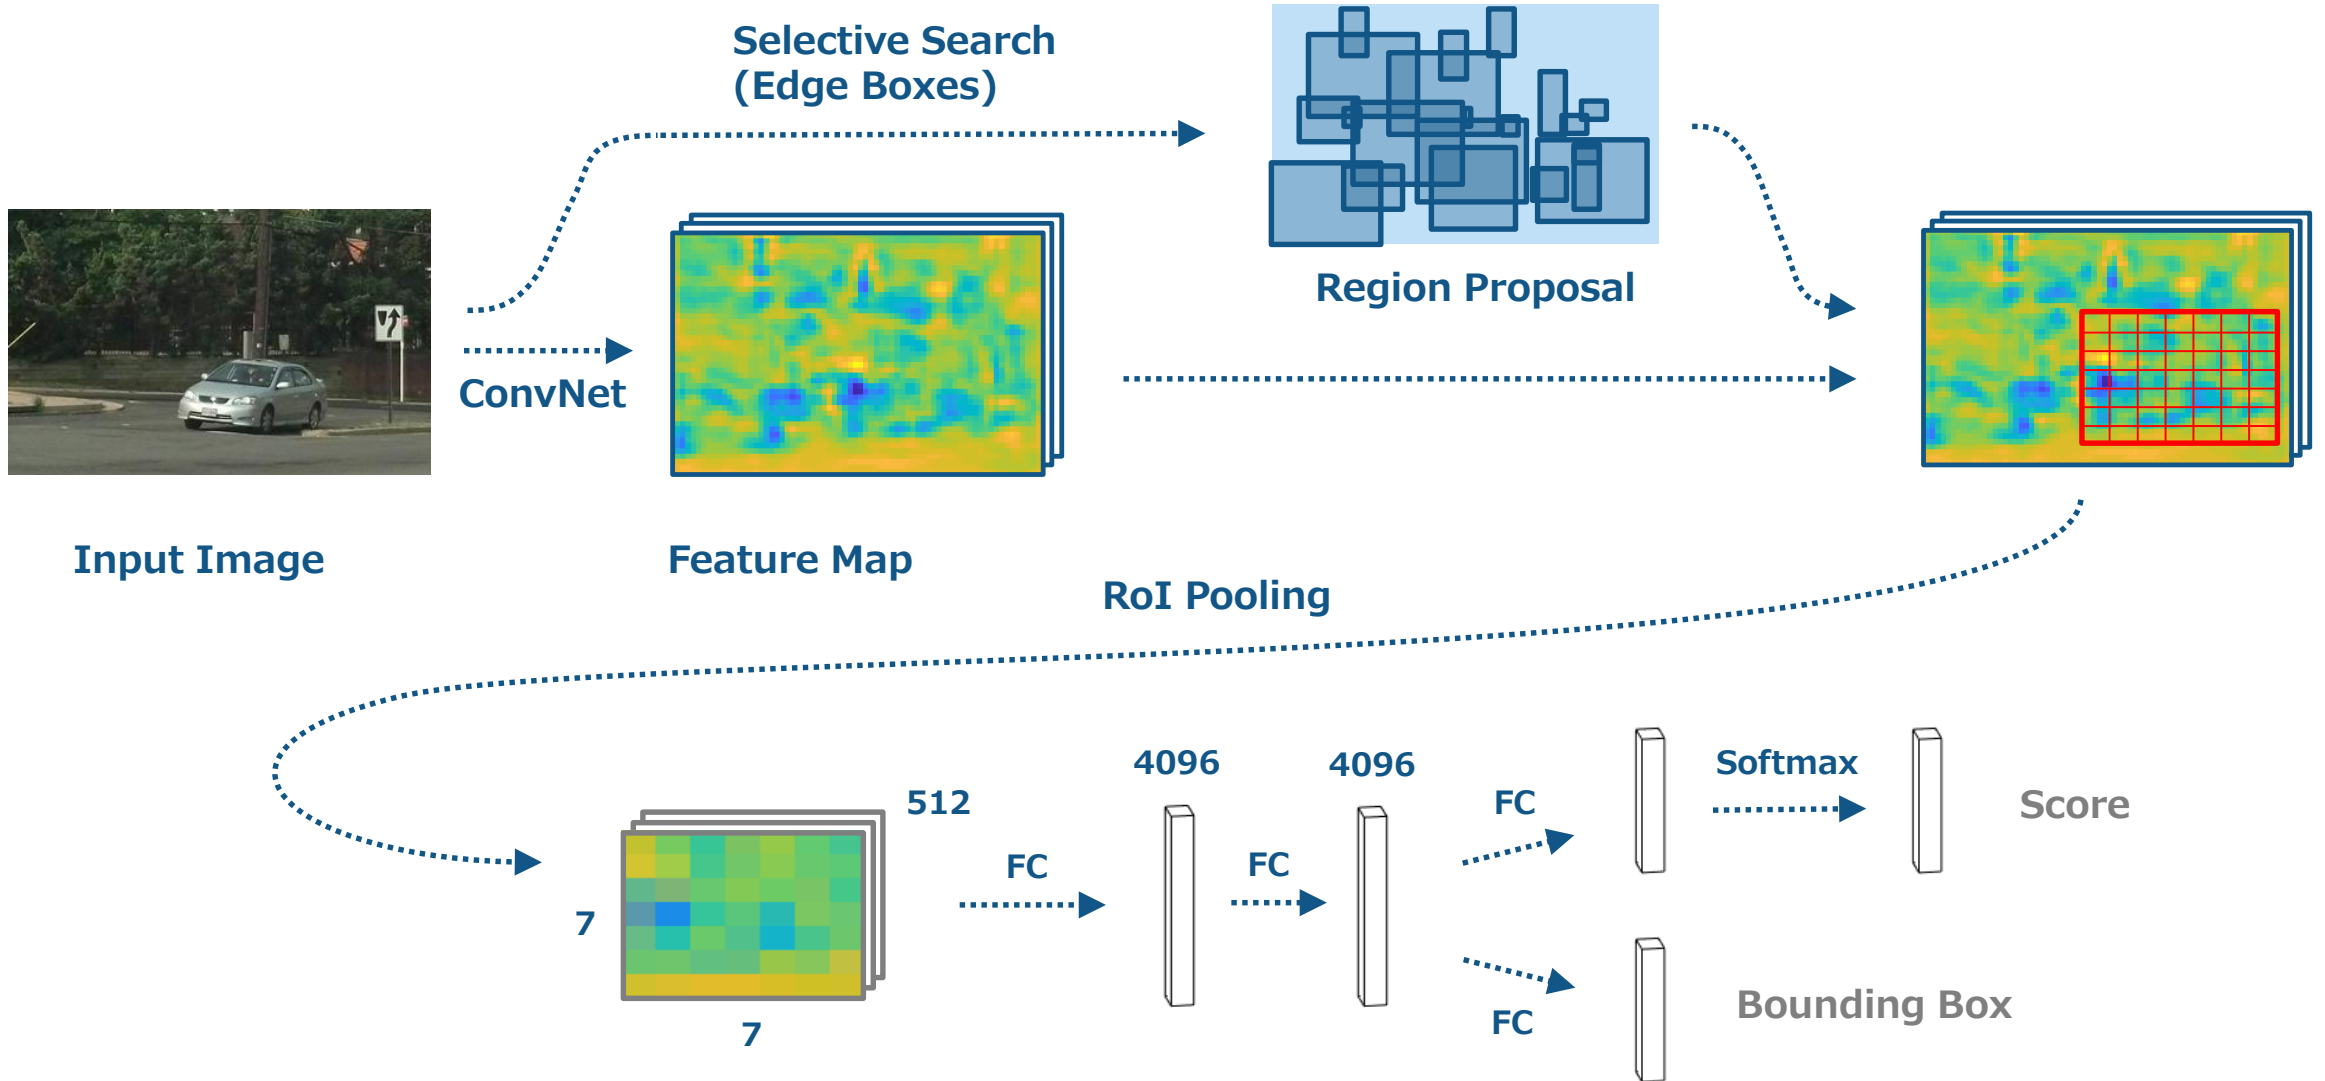 Selective Search
(Edge Boxes)
Region Proposal
ConvNet
Input Image
Feature Map
RoI Pooling
4096
4096
Softmax
512
FC
Score
FC
FC
7
Bounding Box
FC
7